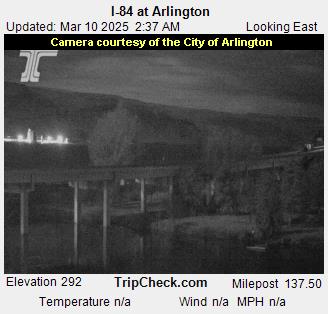 I-84 at Arlington
Updated: Mar 10 2025 2:37 AM Looking East
Camera courtesy of the City of Arlington
Elevation 292 TripCheck.com Milepost 137.50
Temperature n/a Wind n/a MPH n/a